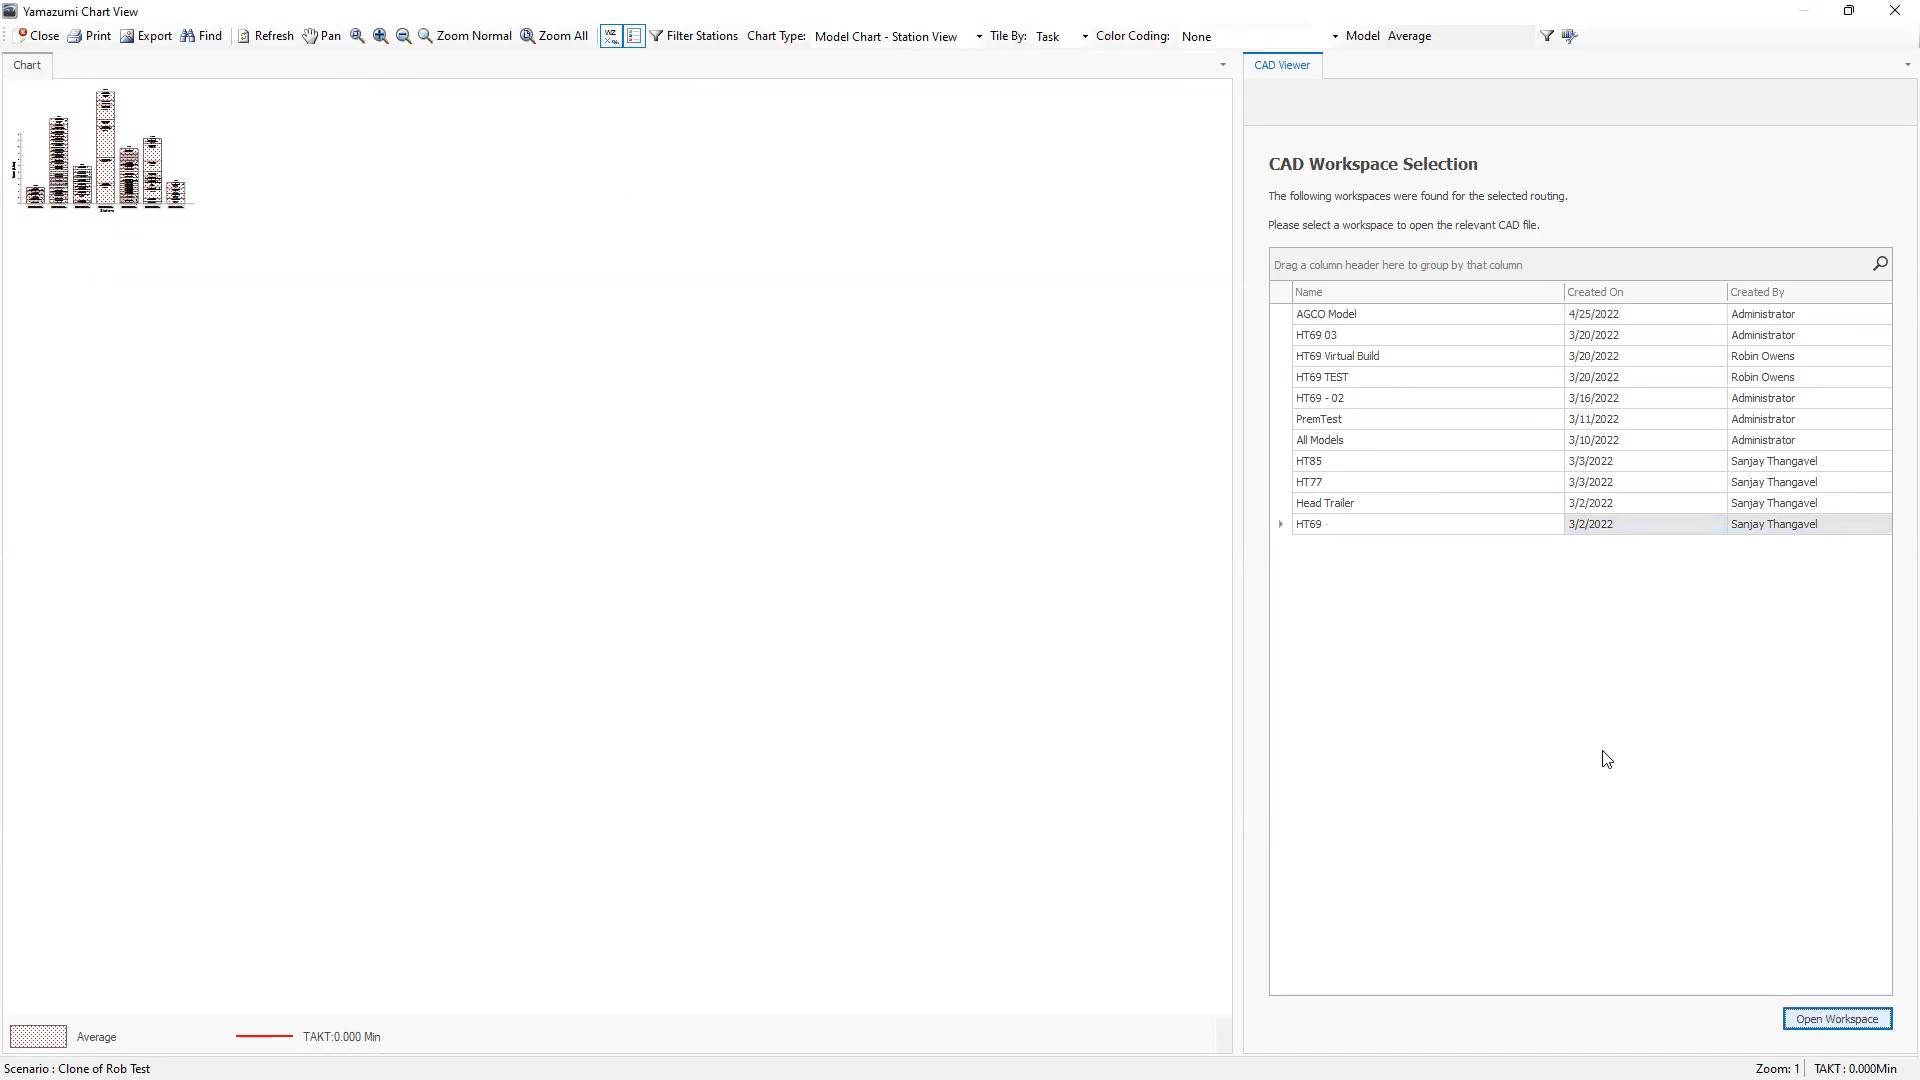 Yamazumi Chart View
Close Print Export Find Refresh Pan Zoom Normal Zoom All Filter Stations Chart Type: Model Chart - Station View Tile By: Task Color Coding: None Model Average
Chart
CAD Viewer
CAD Workspace Selection
The following workspaces were found for the selected routing.
Please select a workspace to open the relevant CAD file.
Drag a column header here to group by that column
Name Created On Created By
AGCO Model 4/25/2022 Administrator
HT69 03 3/20/2022 Administrator
HT69 Virtual Build 3/20/2022 Robin Owens
HT69 TEST 3/20/2022 Robin Owens
HT69 - 02 3/16/2022 Administrator
PremTest 3/11/2022 Administrator
All Models 3/10/2022 Administrator
HT85 3/3/2022 Sanjay Thangavel
HT77 3/3/2022 Sanjay Thangavel
Head Trailer 3/2/2022 Sanjay Thangavel
HT69 3/2/2022 Sanjay Thangavel
Open Workspace
Average TAKT:0.000 Min
Scenario : Clone of Rob Test
Zoom: 1 TAKT : 0.000Min